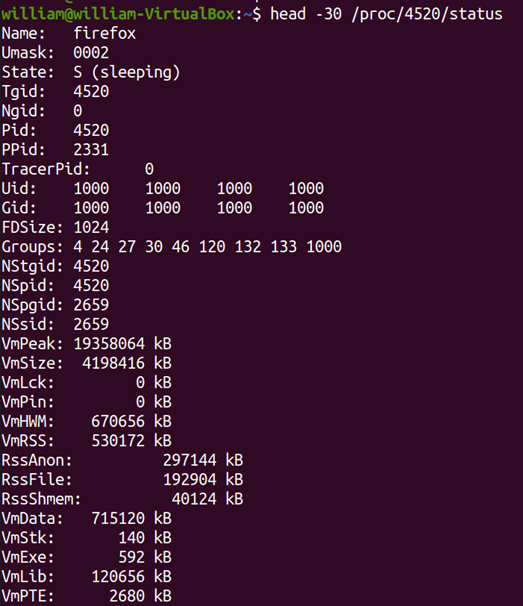 william@william-VirtualBox:~$ head -30 /proc/4520/status
Name:   firefox
Umask:  0002
State:  S (sleeping)
Tgid:   4520
Ngid:   0
Pid:    4520
PPid:   2331
TracerPid:      0
Uid:    1000    1000    1000    1000
Gid:    1000    1000    1000    1000
FDSize: 1024
Groups: 4 24 27 30 46 120 132 133 1000
NStgid: 4520
NSpid:  4520
NSpgid: 2659
NSsid:  2659
VmPeak: 19358064 kB
VmSize:  4198416 kB
VmLck:         0 kB
VmPin:         0 kB
VmHWM:    670656 kB
VmRSS:    530172 kB
RssAnon:          297144 kB
RssFile:          192904 kB
RssShmem:          40124 kB
VmData:   715120 kB
VmStk:       140 kB
VmExe:       592 kB
VmLib:    120656 kB
VmPTE:      2680 kB